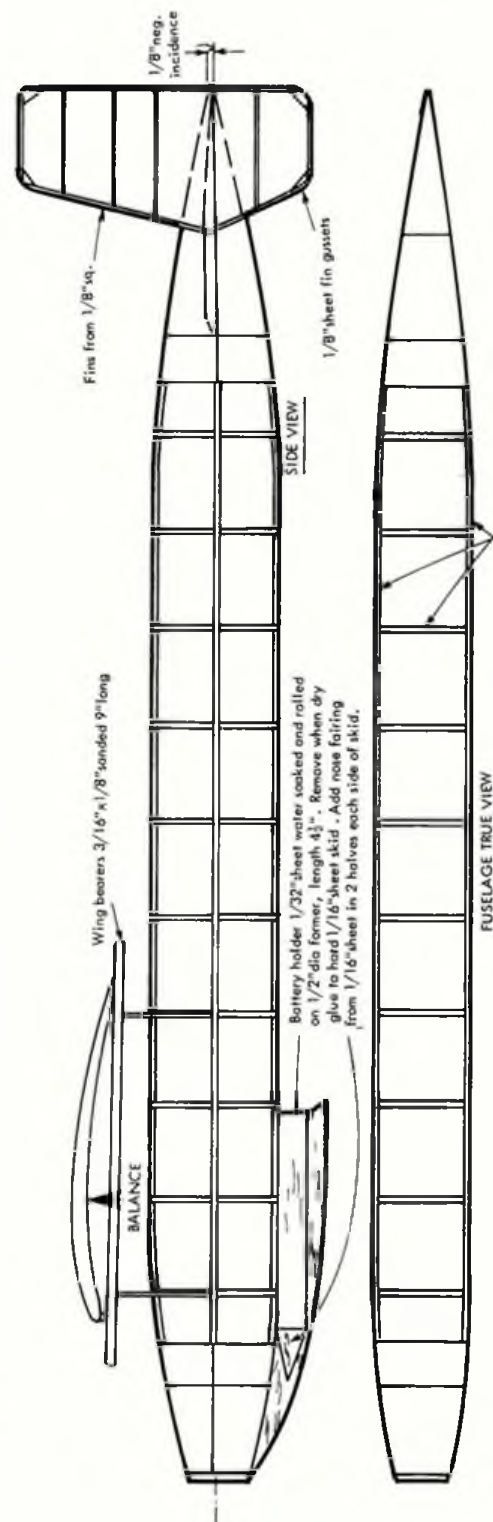 1/8"neg.
incidence
Fins from 1/8"sq.
1/8"sheet fin gussets
SIDE VIEW
Wing bearers 3/16"x1/8"sanded 9"long
BALANCE
Battery holder 1/32"sheet water soaked and rolled
on 1/2"dia former, length 4½". Remove when dry
glue to hard 1/16"sheet skid. Add nose fairing
from 1/16"sheet in 2 halves each side of skid.
FUSELAGE TRUE VIEW